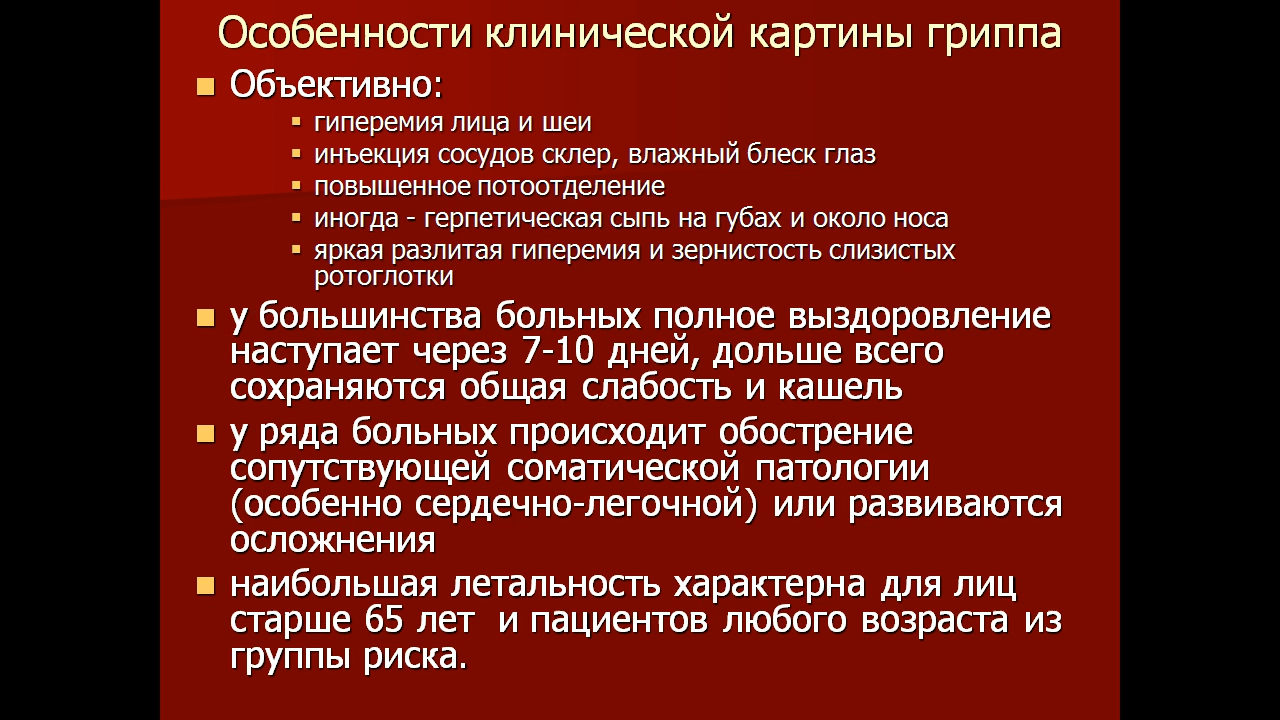 Особенности клинической картины гриппа
Объективно:
гиперемия лица и шеи
инъекция сосудов склер, влажный блеск глаз
повышенное потоотделение
иногда - герпетическая сыпь на губах и около носа
яркая разлитая гиперемия и зернистость слизистых
ротоглотки
у большинства больных полное выздоровление
наступает через 7-10 дней, дольше всего
сохраняются общая слабость и кашель
у ряда больных происходит обострение
сопутствующей соматической патологии
(особенно сердечно-легочной) или развиваются
осложнения
наибольшая летальность характерна для лиц
старше 65 лет и пациентов любого возраста из
группы риска.